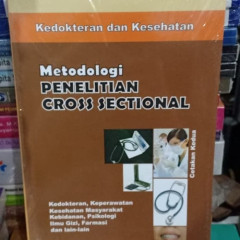 Kedokteran dan Kesehatan
Metodologi
PENELITIAN
CROSS SECTIONAL
Cetakan Kedua
Kedokteran, Keperawatan
Kesehatan Masyarakat
Kebidanan, Psikologi
Ilmu Gizi, Farmasi
dan lain-lain